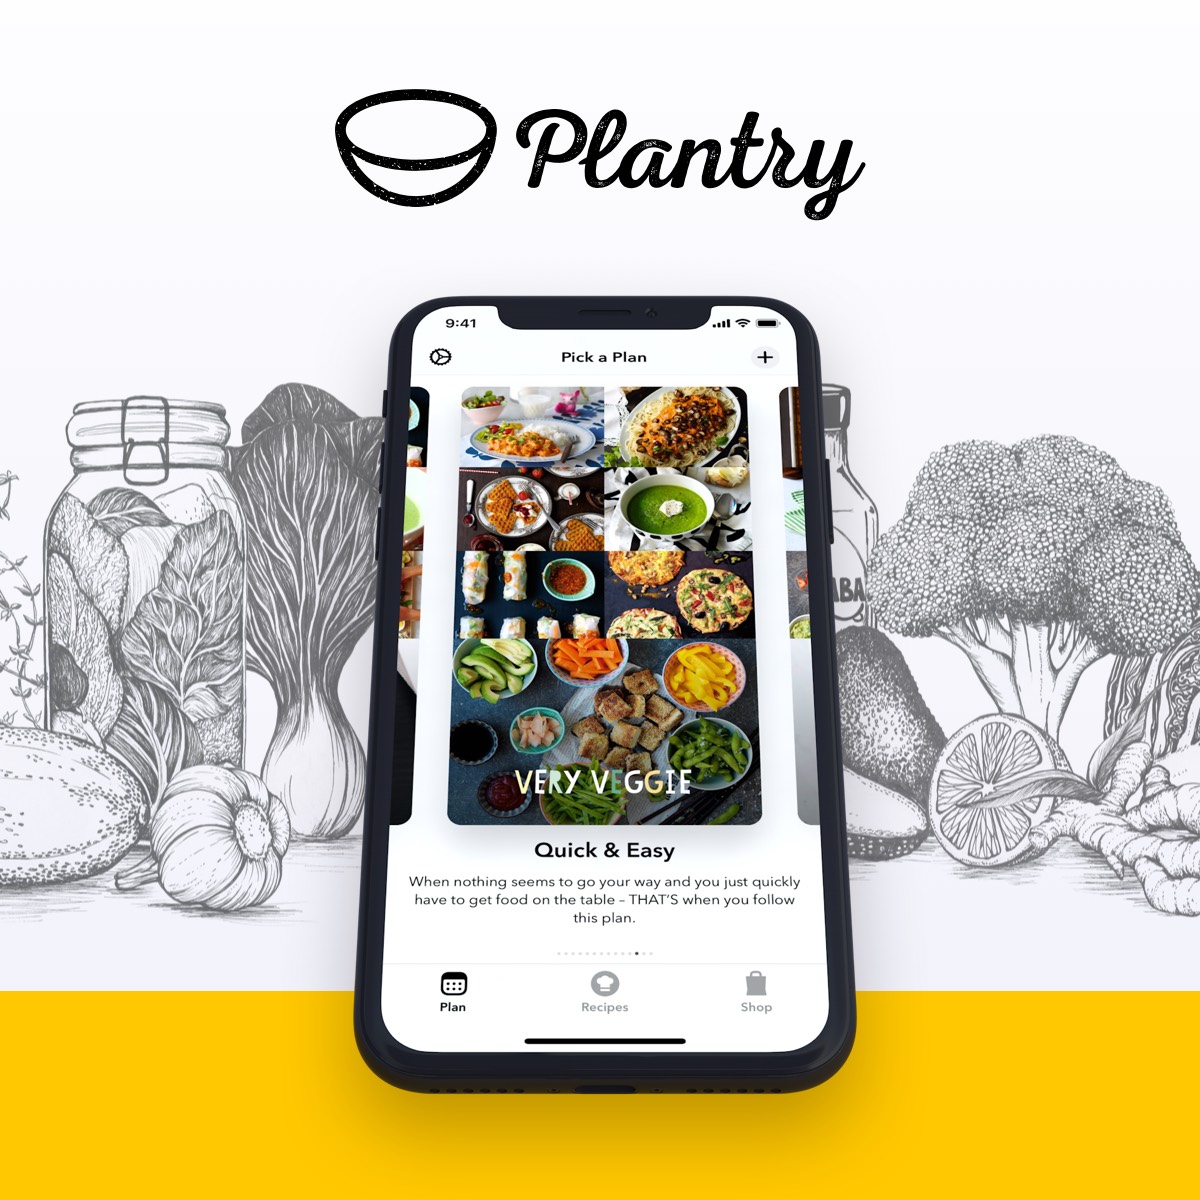 Plantry
9:41
Pick a Plan
VERY VEGGIE
Quick & Easy
When nothing seems to go your way and you just quickly
have to get food on the table – THAT'S when you follow
this plan.
Plan
Recipes
Shop